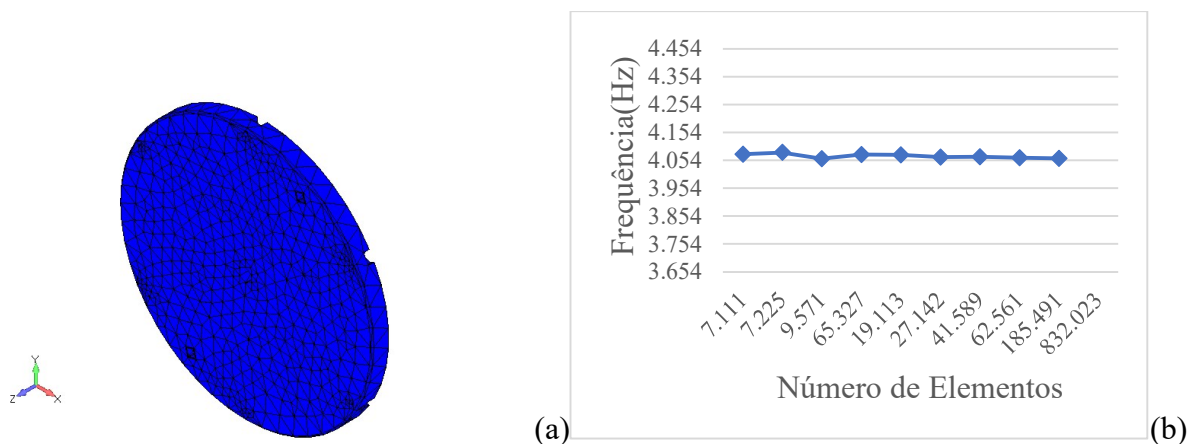 Y
Z
X
(a)
Frequência(Hz)
4.454
4.354
4.254
4.154
4.054
3.954
3.854
3.754
3.654
7.111
7.225
9.571
65.327
19.113
27.142
41.589
62.561
185.491
832.023
Número de Elementos
(b)